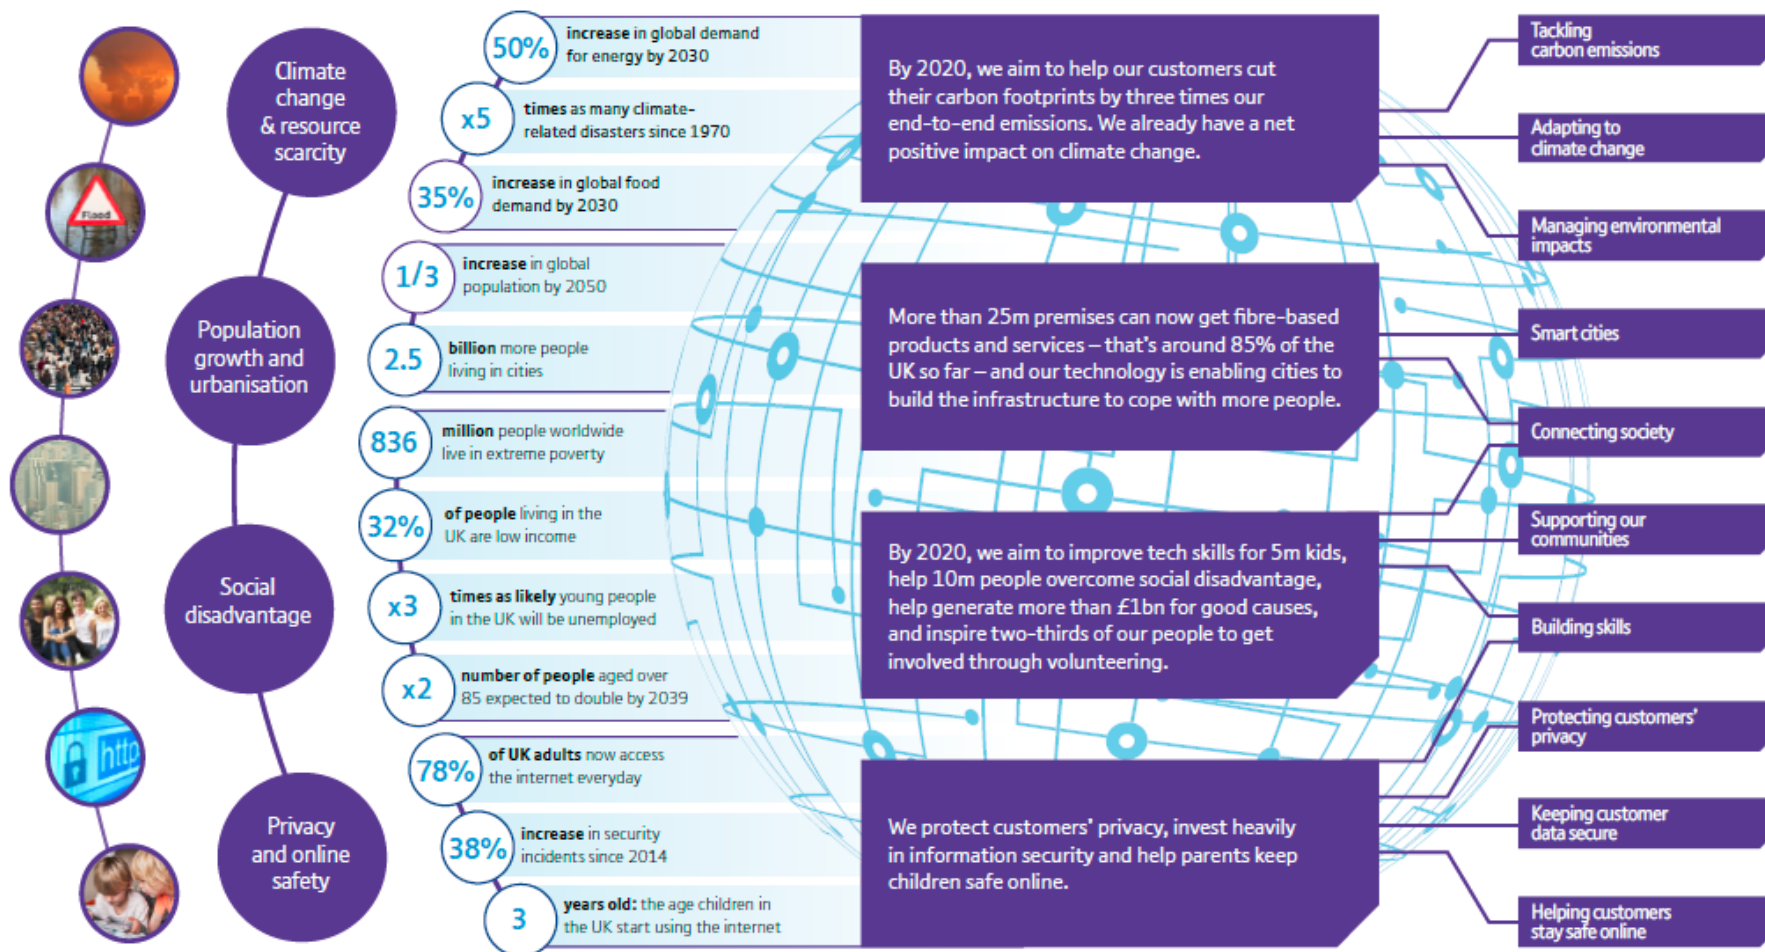 Flood
http
Climate
change
& resource
scarcity
Population
growth and
urbanisation
Social
disadvantage
Privacy
and online
safety
50%
increase in global demand
for energy by 2030
x5
times as many climate-
related disasters since 1970
35%
increase in global food
demand by 2030
1/3
increase in global
population by 2050
2.5
billion more people
living in cities
836
million people worldwide
live in extreme poverty
32%
of people living in the
UK are low income
x3
times as likely young people
in the UK will be unemployed
x2
number of people aged over
85 expected to double by 2039
78%
of UK adults now access
the internet everyday
38%
increase in security
incidents since 2014
3
years old: the age children in
the UK start using the internet
By 2020, we aim to help our customers cut
their carbon footprints by three times our
end-to-end emissions. We already have a net
positive impact on climate change.
More than 25m premises can now get fibre-based
products and services – that's around 85% of the
UK so far – and our technology is enabling cities to
build the infrastructure to cope with more people.
By 2020, we aim to improve tech skills for 5m kids,
help 10m people overcome social disadvantage,
help generate more than £1bn for good causes,
and inspire two-thirds of our people to get
involved through volunteering.
We protect customers' privacy, invest heavily
in information security and help parents keep
children safe online.
Tackling
carbon emissions
Adapting to
climate change
Managing environmental
impacts
Smart cities
Connecting society
Supporting our
communities
Building skills
Protecting customers'
privacy
Keeping customer
data secure
Helping customers
stay safe online